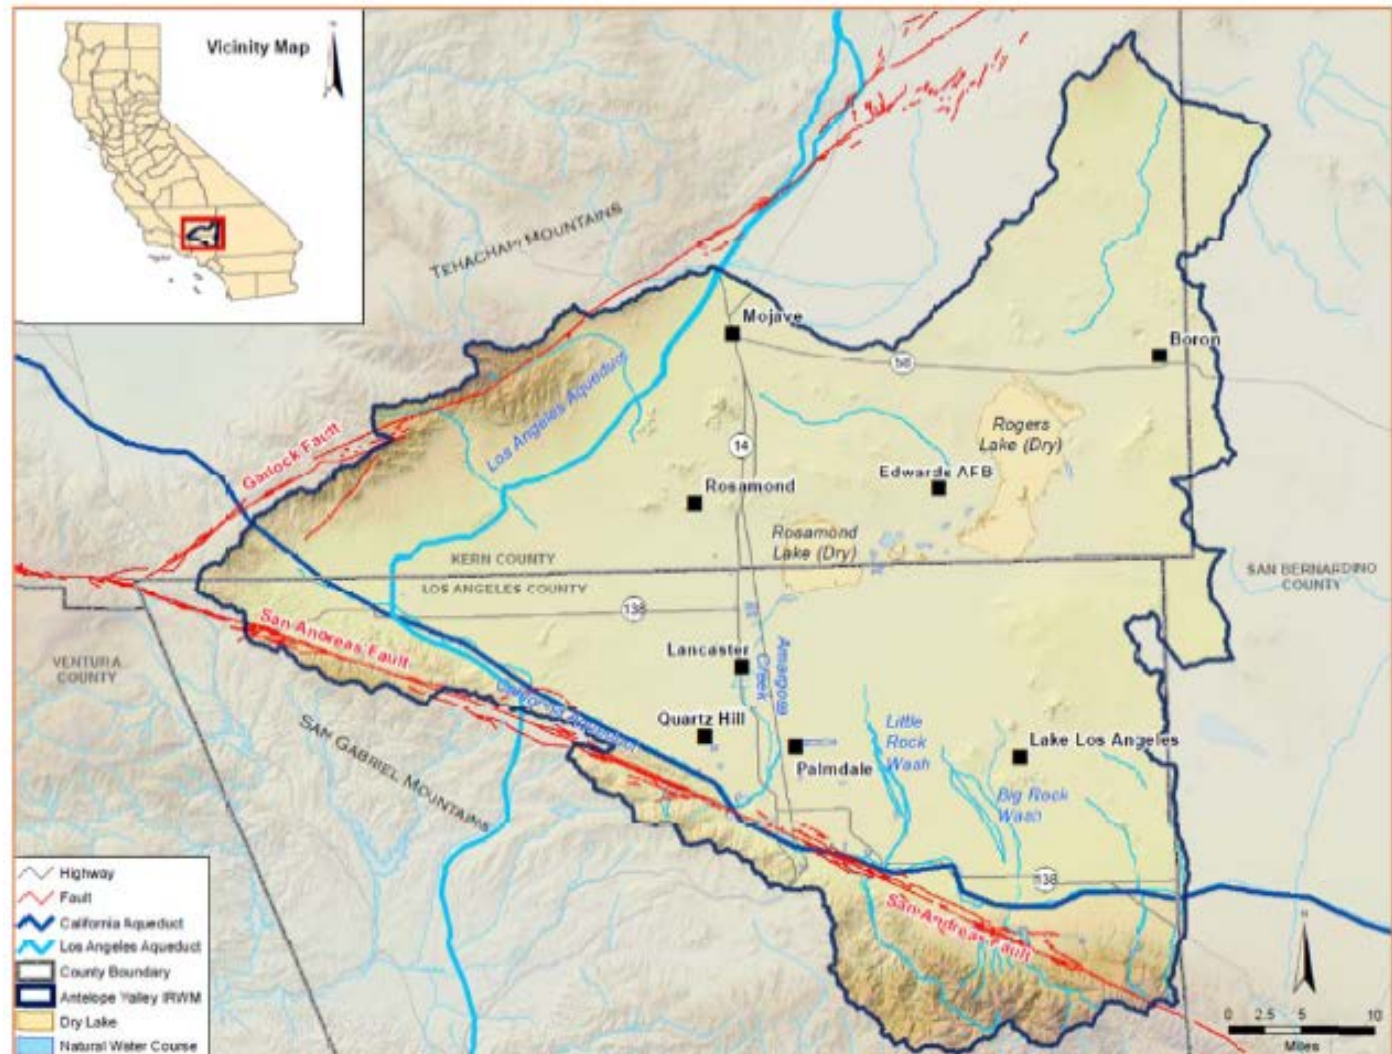 Vicinity Map
N
TEHACHAPI MOUNTAINS
Mojave
58
Boron
Los Angeles Aqueduct
Garlock Fault
14
Rogers
Lake (Dry)
Edwards AFB
Rosamond
Rosamond
Lake (Dry)
KERN COUNTY
LOS ANGELES COUNTY
SAN BERNARDINO
COUNTY
138
San Andreas Fault
VENTURA
COUNTY
Lancaster
Amargosa
Creek
California Aqueduct
Quartz Hill
Palmdale
Little
Rock
Wash
Lake Los Angeles
Big Rock
Wash
SAN GABRIEL MOUNTAINS
138
San Andreas Fault
Highway
Fault
California Aqueduct
Los Angeles Aqueduct
County Boundary
Antelope Valley IRWM
Dry Lake
Natural Water Course
N
0 2.5 5 10
Miles